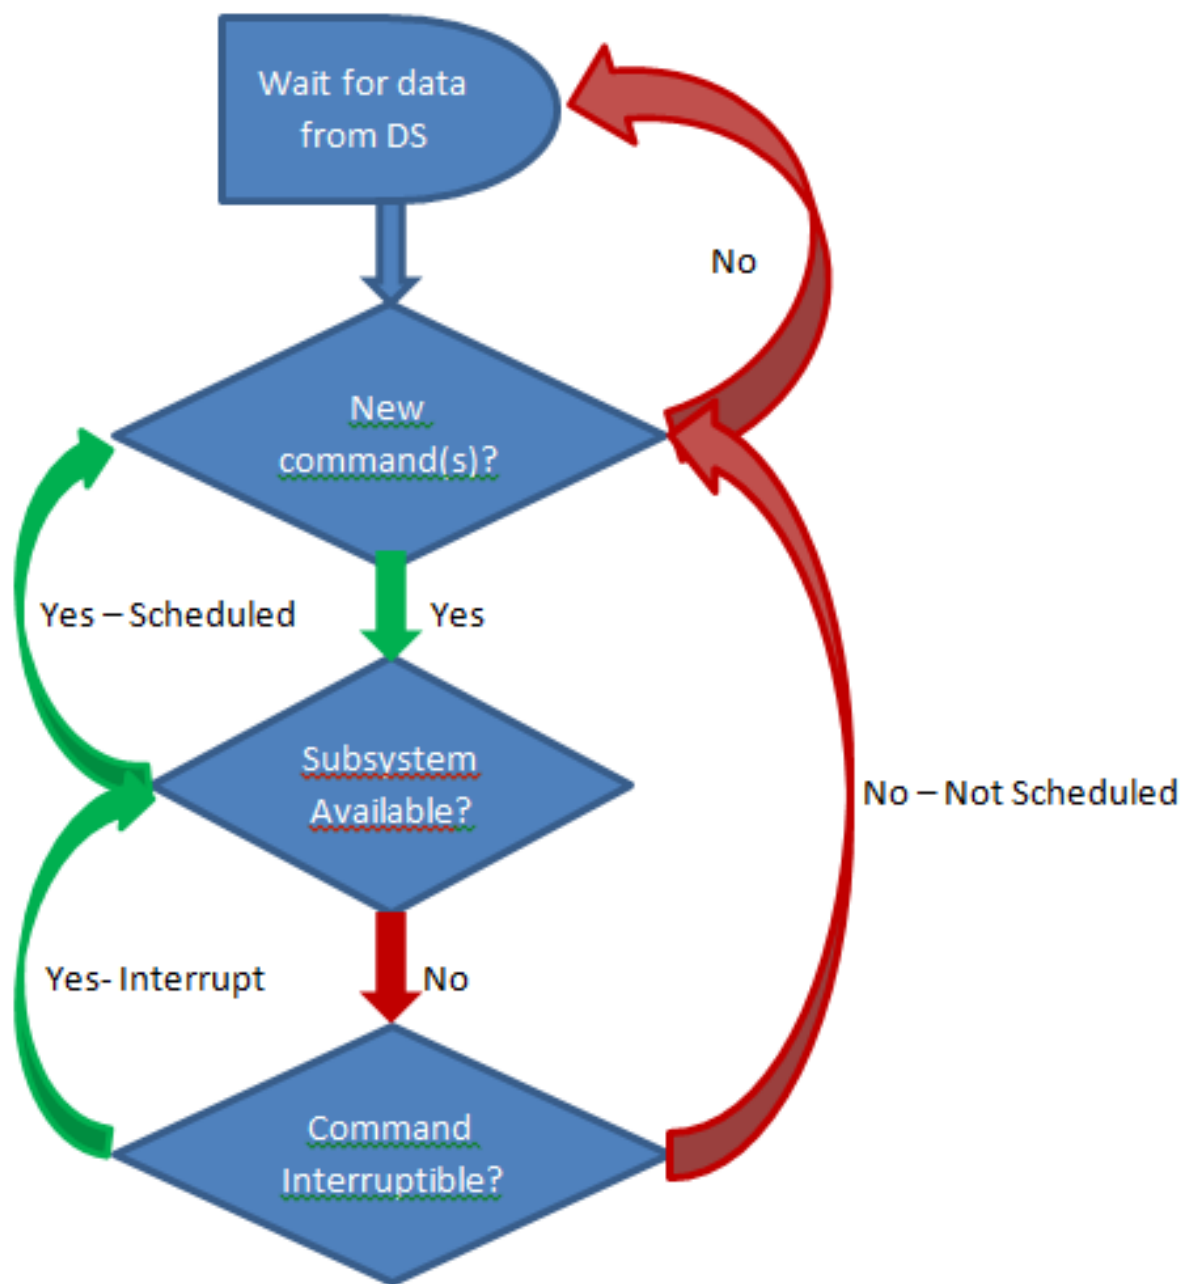 Wait for data
from DS
No
New
command(s)?
Yes – Scheduled
Yes
Subsystem
Available?
No – Not Scheduled
Yes- Interrupt
No
Command
Interruptible?